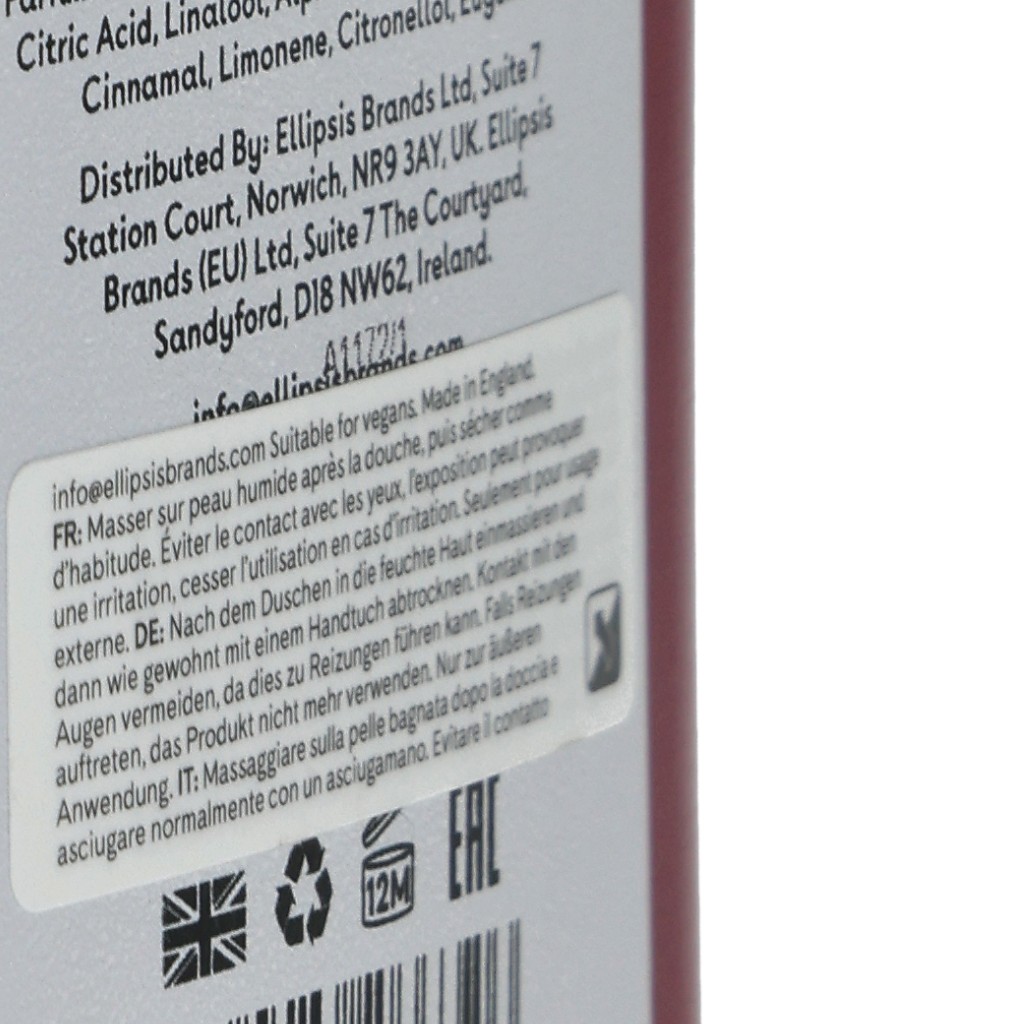 Citric Acid, Linalool,
Cinnamal, Limonene, Citronellol,
Distributed By: Ellipsis Brands Ltd, Suite 7
Station Court, Norwich, NR9 3AY, UK. Ellipsis
Brands (EU) Ltd, Suite 7 The Courtyard,
Sandyford, D18 NW62, Ireland.
A1172/1
info@ellipsisbrands.com
info@ellipsisbrands.com Suitable for vegans. Made in England.
FR: Masser sur peau humide après la douche, puis sécher comme
d'habitude. Éviter le contact avec les yeux, l'exposition peut provoquer
une irritation, cesser l'utilisation en cas d'irritation. Seulement pour usage
externe. DE: Nach dem Duschen in die feuchte Haut einmassieren und
dann wie gewohnt mit einem Handtuch abtrocknen. Kontakt mit den
Augen vermeiden, da dies zu Reizungen führen kann. Falls Reizungen
auftreten, das Produkt nicht mehr verwenden. Nur zur äußeren
Anwendung. IT: Massaggiare sulla pelle bagnata dopo la doccia e
asciugare normalmente con un asciugamano. Evitare il contatto
12M
EAC